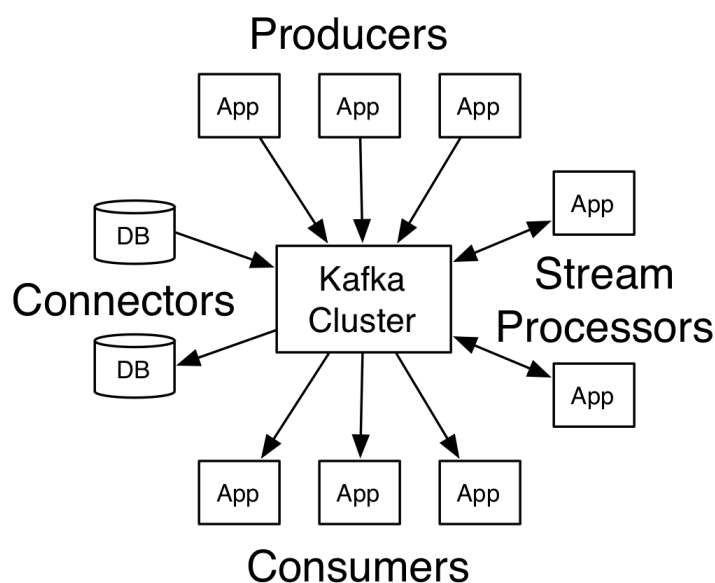 Producers
App
App
App
App
DB
Kafka
Cluster
Stream
Processors
Connectors
DB
App
App
App
App
Consumers